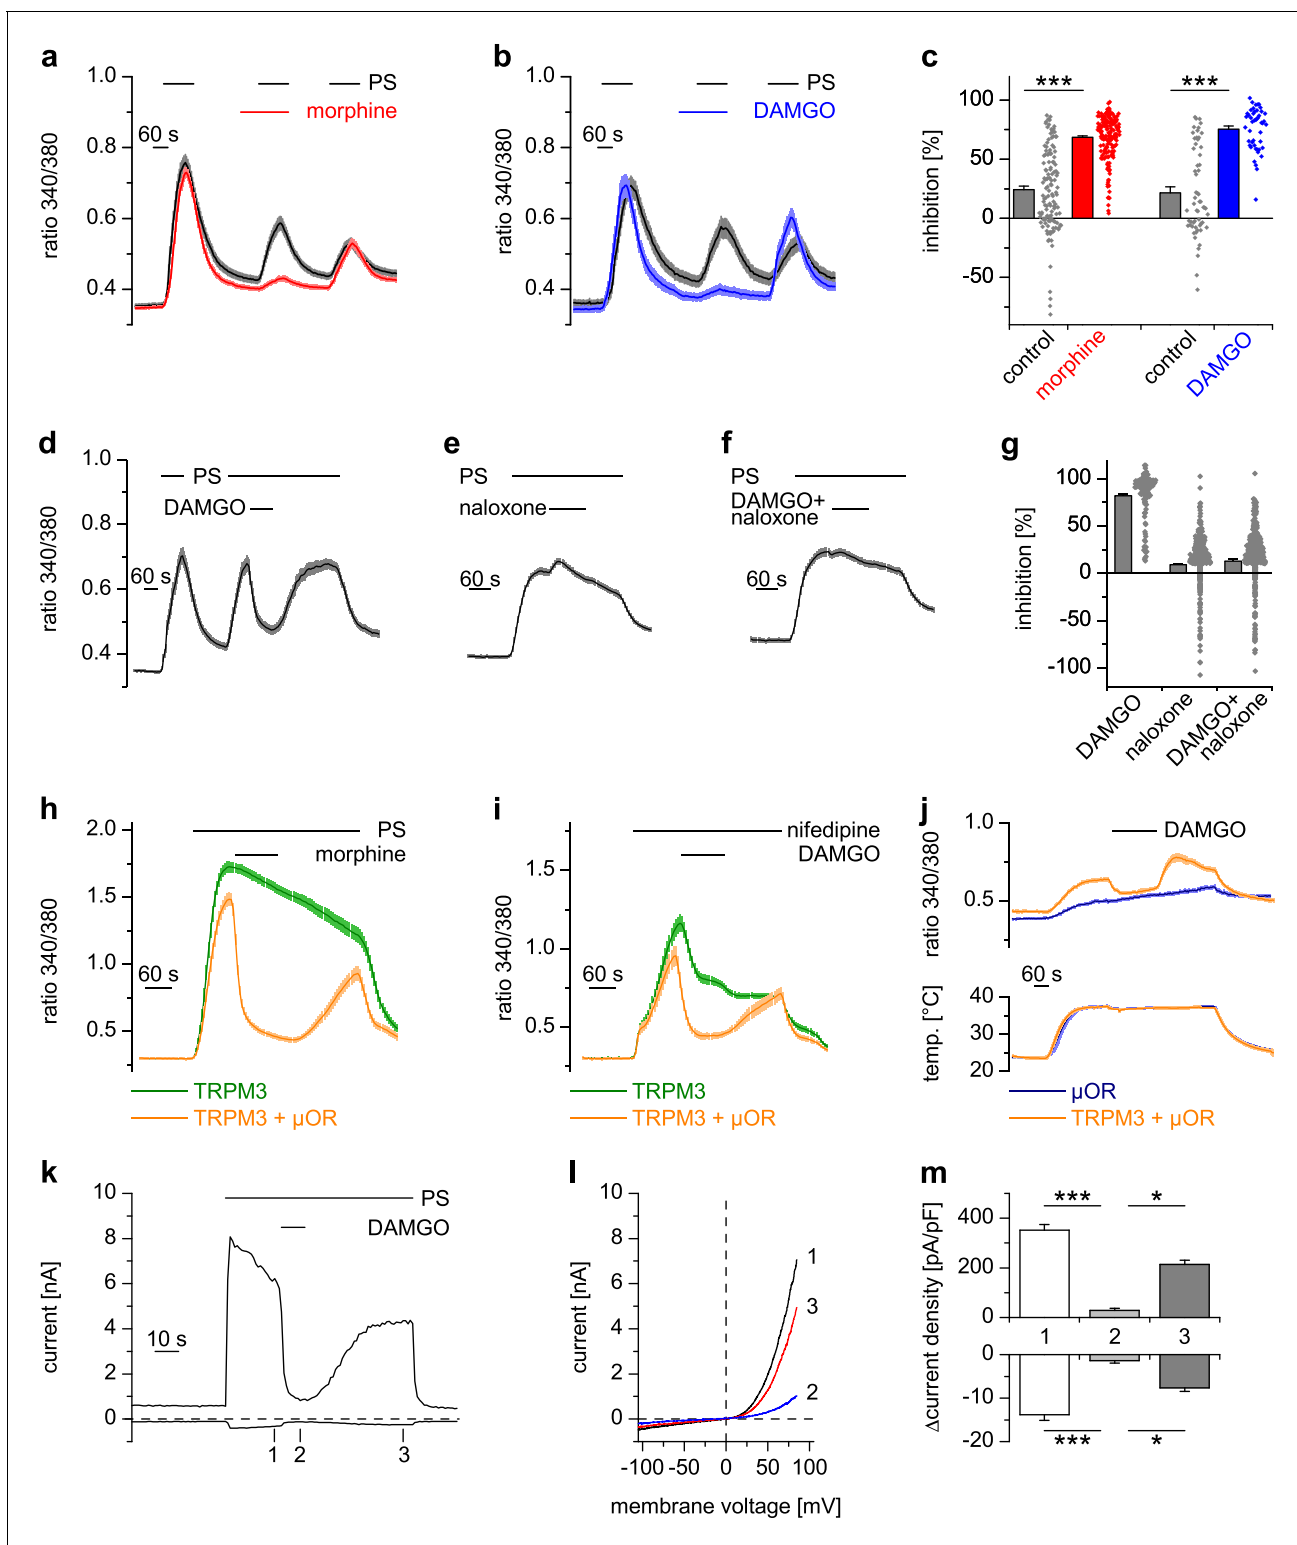 a
PS
morphine
60 s
1.0
0.8
0.6
0.4
ratio 340/380
b
PS
DAMGO
60 s
1.0
0.8
0.6
0.4
ratio 340/380
c
*** ***
100
50
0
-50
inhibition [%]
control
morphine
control
DAMGO
d
PS
DAMGO
60 s
1.0
0.8
0.6
0.4
ratio 340/380
e
PS
naloxone
60 s
f
PS
DAMGO+
naloxone
60 s
g
100
50
0
-50
-100
inhibition [%]
DAMGO
naloxone
DAMGO+
naloxone
h
PS
morphine
60 s
2.0
1.5
1.0
0.5
ratio 340/380
TRPM3
TRPM3 + µOR
i
nifedipine
DAMGO
60 s
1.5
1.0
0.5
ratio 340/380
TRPM3
TRPM3 + µOR
j
DAMGO
1.0
0.5
ratio 340/380
60 s
40
30
20
temp. [°C]
µOR
TRPM3 + µOR
k
PS
DAMGO
10 s
10
8
6
4
2
0
current [nA]
1 2 3
l
10
8
6
4
2
0
current [nA]
1
3
2
-100 -50 0 50 100
membrane voltage [mV]
m
*** *
400
200
0
1 2 3
0
-10
-20
Δcurrent density [pA/pF]
*** *